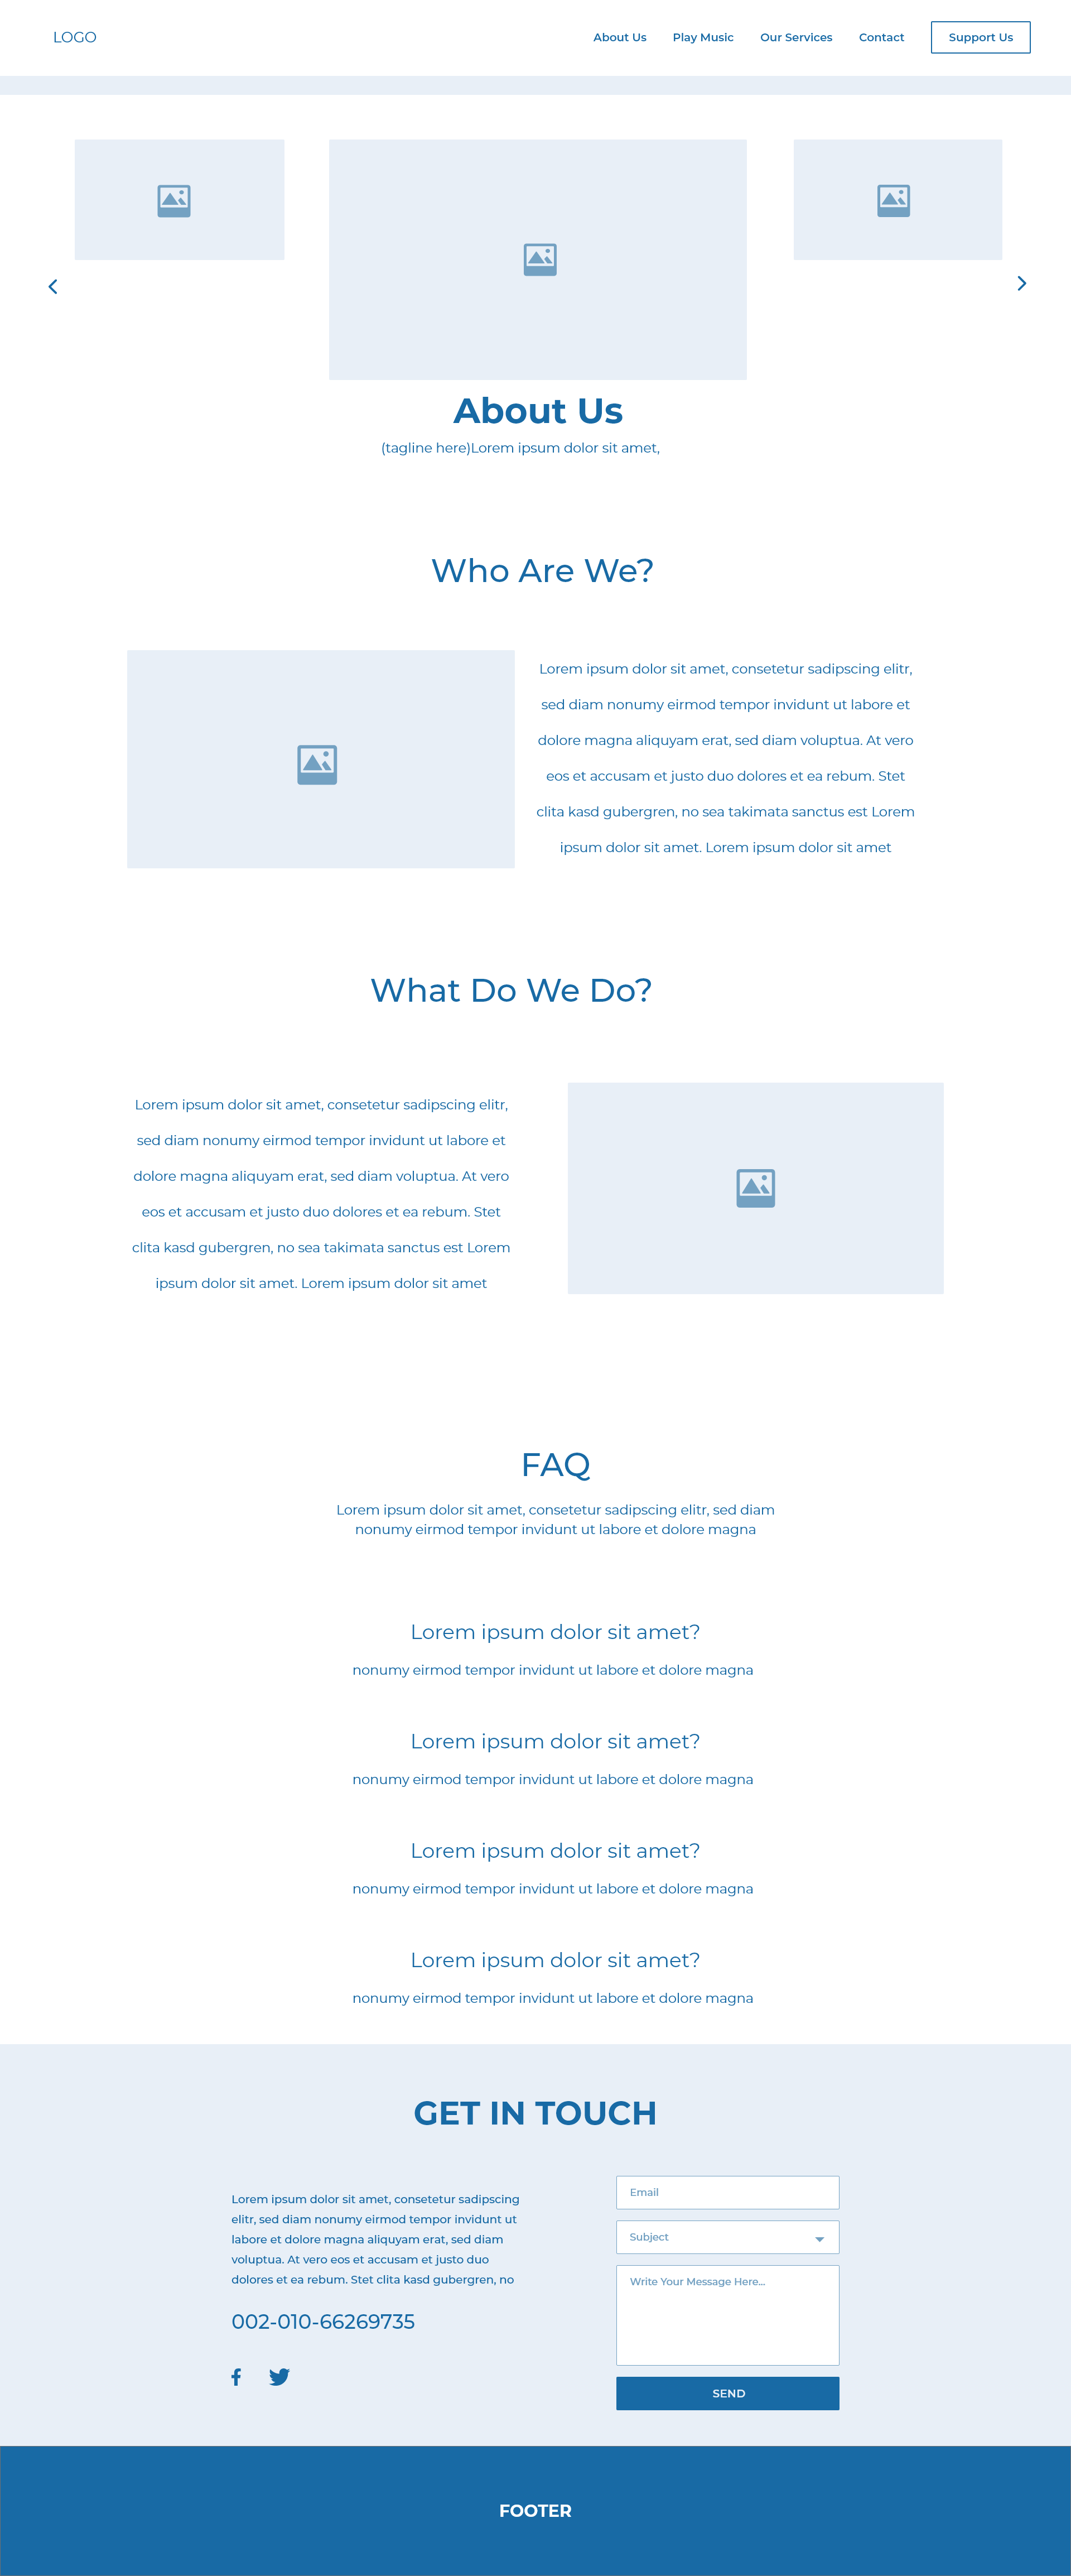 LOGO
About Us
Play Music
Our Services
Contact
Support Us
About Us
(tagline here)Lorem ipsum dolor sit amet,
Who Are We?
Lorem ipsum dolor sit amet, consetetur sadipscing elitr,
sed diam nonumy eirmod tempor invidunt ut labore et
dolore magna aliquyam erat, sed diam voluptua. At vero
eos et accusam et justo duo dolores et ea rebum. Stet
clita kasd gubergren, no sea takimata sanctus est Lorem
ipsum dolor sit amet. Lorem ipsum dolor sit amet
What Do We Do?
Lorem ipsum dolor sit amet, consetetur sadipscing elitr,
sed diam nonumy eirmod tempor invidunt ut labore et
dolore magna aliquyam erat, sed diam voluptua. At vero
eos et accusam et justo duo dolores et ea rebum. Stet
clita kasd gubergren, no sea takimata sanctus est Lorem
ipsum dolor sit amet. Lorem ipsum dolor sit amet
FAQ
Lorem ipsum dolor sit amet, consetetur sadipscing elitr, sed diam
nonumy eirmod tempor invidunt ut labore et dolore magna
Lorem ipsum dolor sit amet?
nonumy eirmod tempor invidunt ut labore et dolore magna
Lorem ipsum dolor sit amet?
nonumy eirmod tempor invidunt ut labore et dolore magna
Lorem ipsum dolor sit amet?
nonumy eirmod tempor invidunt ut labore et dolore magna
Lorem ipsum dolor sit amet?
nonumy eirmod tempor invidunt ut labore et dolore magna
GET IN TOUCH
Lorem ipsum dolor sit amet, consetetur sadipscing
elitr, sed diam nonumy eirmod tempor invidunt ut
labore et dolore magna aliquyam erat, sed diam
voluptua. At vero eos et accusam et justo duo
dolores et ea rebum. Stet clita kasd gubergren, no
002-010-66269735
Email
Subject
Write Your Message Here...
SEND
FOOTER